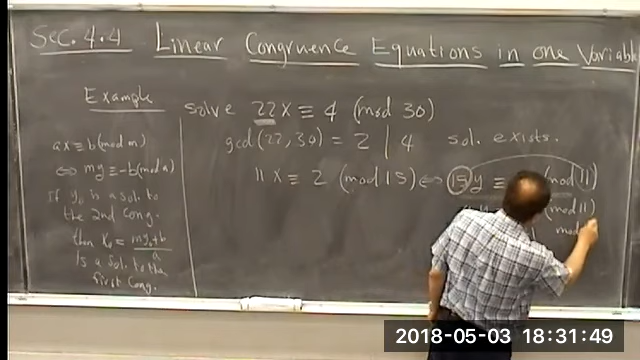 Sec. 4.4 Linear Congruence Equations in one Variable
Example
solve 22x ≡ 4 (mod 30)
gcd(22, 30) = 2 | 4 sol. exists.
11x ≡ 2 (mod 15) ⇔ 15y ≡ (mod 11)
(mod 11)
mod
ax ≡ b (mod m)
⇔ my ≡ -b (mod a)
If y₀ is a sol. to
the 2nd cong.
then x₀ = my₀+b / a
Is a sol. to the
first cong.
2018-05-03 18:31:49